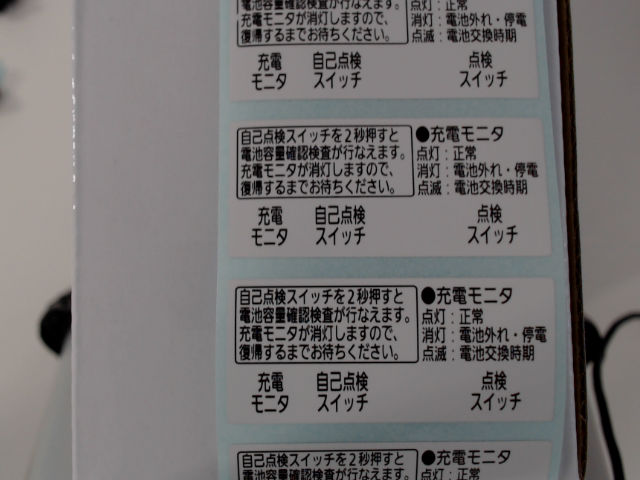 電池容量確認検査が行なえます。
充電モニタが消灯しますので、
復帰するまでお待ちください。
点灯：正常
消灯：電池外れ・停電
点滅：電池交換時期
充電
モニタ
自己点検
スイッチ
点検
スイッチ
自己点検スイッチを2秒押すと
電池容量確認検査が行なえます。
充電モニタが消灯しますので、
復帰するまでお待ちください。
●充電モニタ
点灯：正常
消灯：電池外れ・停電
点滅：電池交換時期
充電
モニタ
自己点検
スイッチ
点検
スイッチ
自己点検スイッチを2秒押すと
電池容量確認検査が行なえます。
充電モニタが消灯しますので、
復帰するまでお待ちください。
●充電モニタ
点灯：正常
消灯：電池外れ・停電
点滅：電池交換時期
充電
モニタ
自己点検
スイッチ
点検
スイッチ
自己点検スイッチを2秒押すと
電池容量確認検査が行なえます。
●充電モニタ
点灯：正常